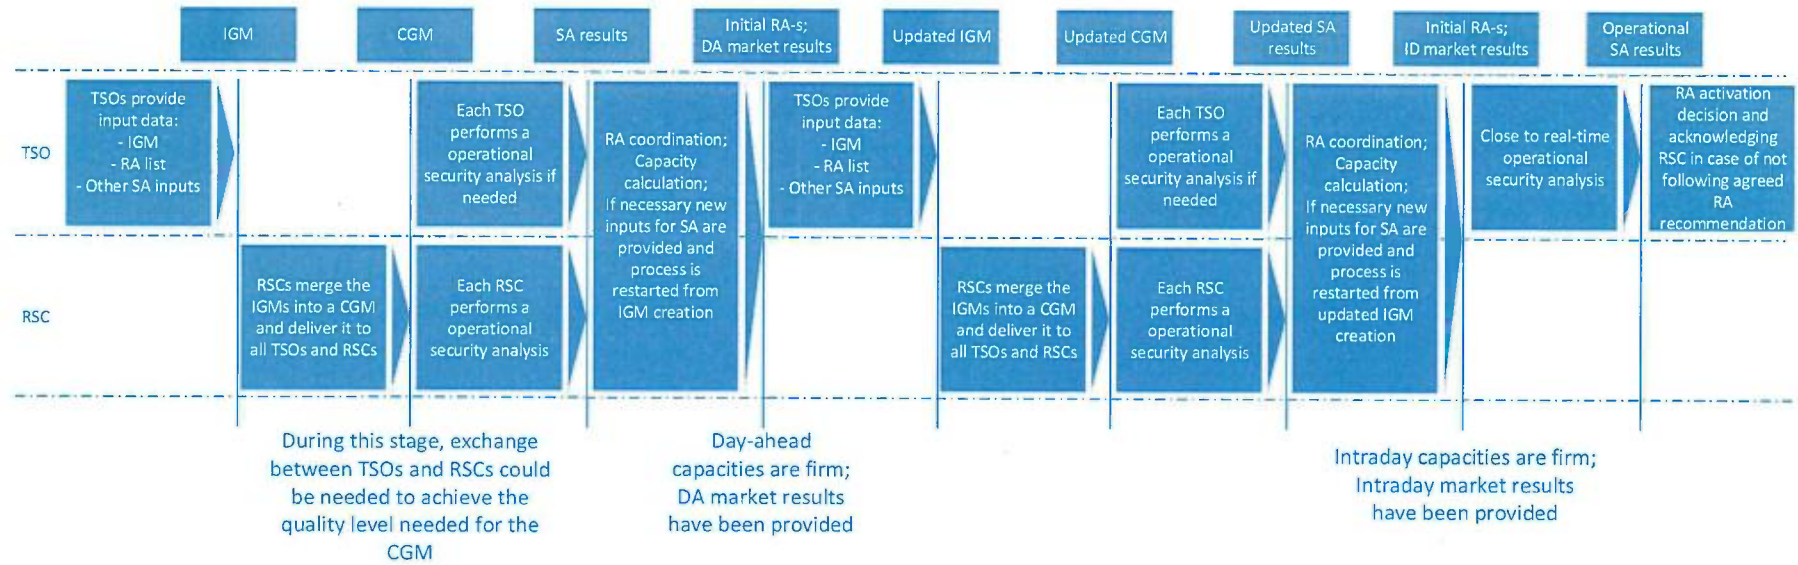 IGM
CGM
SA results
Initial RA-s;
DA market results
Updated IGM
Updated CGM
Updated SA
results
Initial RA-s;
ID market results
Operational
SA results
TSO
TSOs provide
input data:
- IGM
- RA list
- Other SA inputs
Each TSO
performs a
operational
security analysis if
needed
RA coordination;
Capacity
calculation;
If necessary new
inputs for SA are
provided and
process is
restarted from
IGM creation
TSOs provide
input data:
- IGM
- RA list
- Other SA inputs
Each TSO
performs a
operational
security analysis if
needed
RA coordination;
Capacity
calculation;
If necessary new
inputs for SA are
provided and
process is
restarted from
updated IGM
creation
Close to real-time
operational
security analysis
RA activation
decision and
acknowledging
RSC in case of not
following agreed
RA
recommendation
RSC
RSCs merge the
IGMs into a CGM
and deliver it to
all TSOs and RSCs
Each RSC
performs a
operational
security analysis
RSCs merge the
IGMs into a CGM
and deliver it to
all TSOs and RSCs
Each RSC
performs a
operational
security analysis
During this stage, exchange
between TSOs and RSCs could
be needed to achieve the
quality level needed for the
CGM
Day-ahead
capacities are firm;
DA market results
have been provided
Intraday capacities are firm;
Intraday market results
have been provided